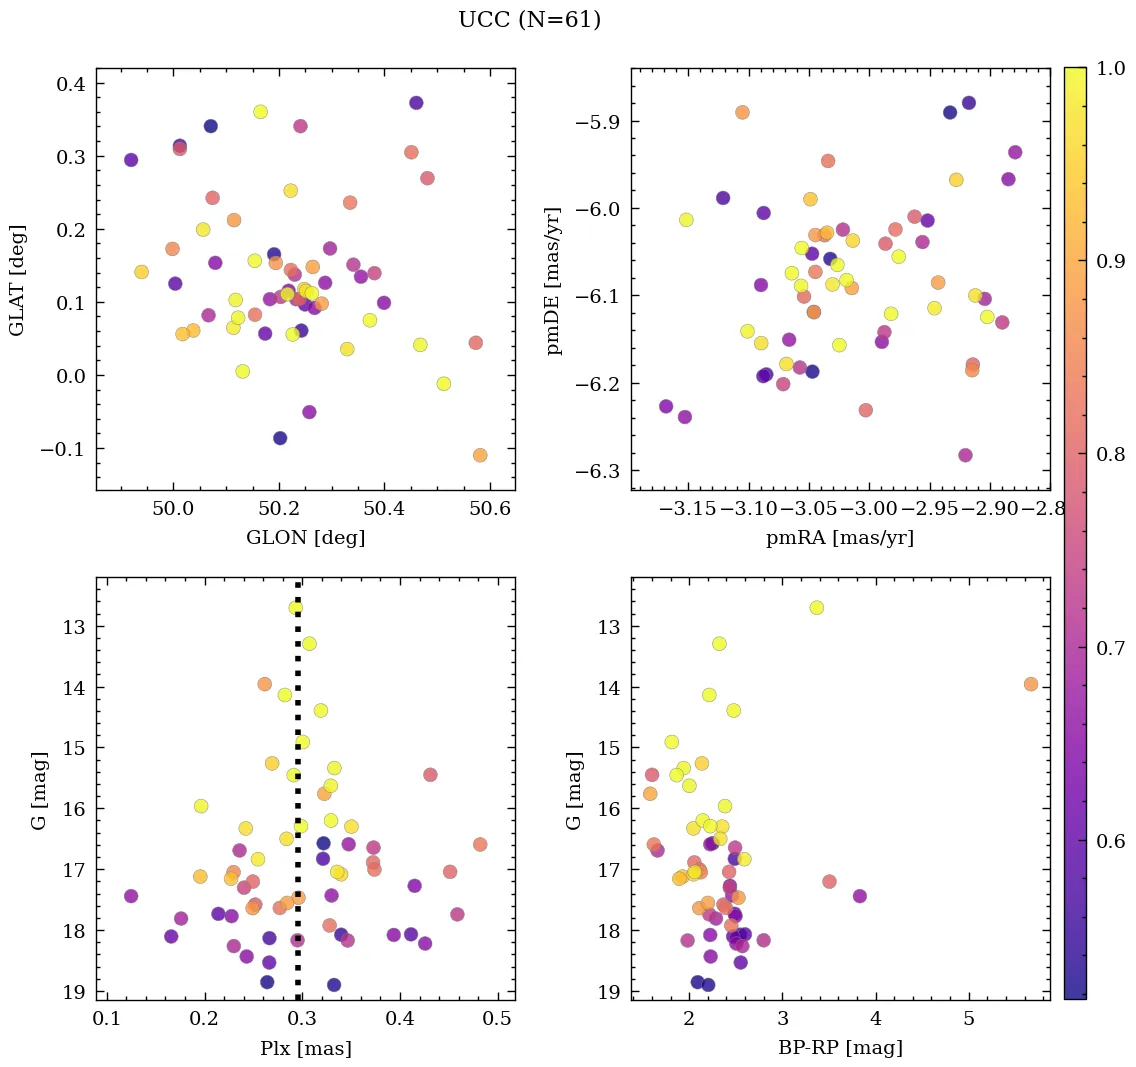 UCC (N=61)
0.4
0.3
0.2
0.1
0.0
−0.1
GLAT [deg]
50.0 50.2 50.4 50.6
GLON [deg]
−5.9
−6.0
−6.1
−6.2
−6.3
pmDE [mas/yr]
−3.15 −3.10 −3.05 −3.00 −2.95 −2.90 −2.8
pmRA [mas/yr]
13
14
15
16
17
18
19
G [mag]
0.1 0.2 0.3 0.4 0.5
Plx [mas]
13
14
15
16
17
18
19
G [mag]
2 3 4 5
BP-RP [mag]
1.0
0.9
0.8
0.7
0.6